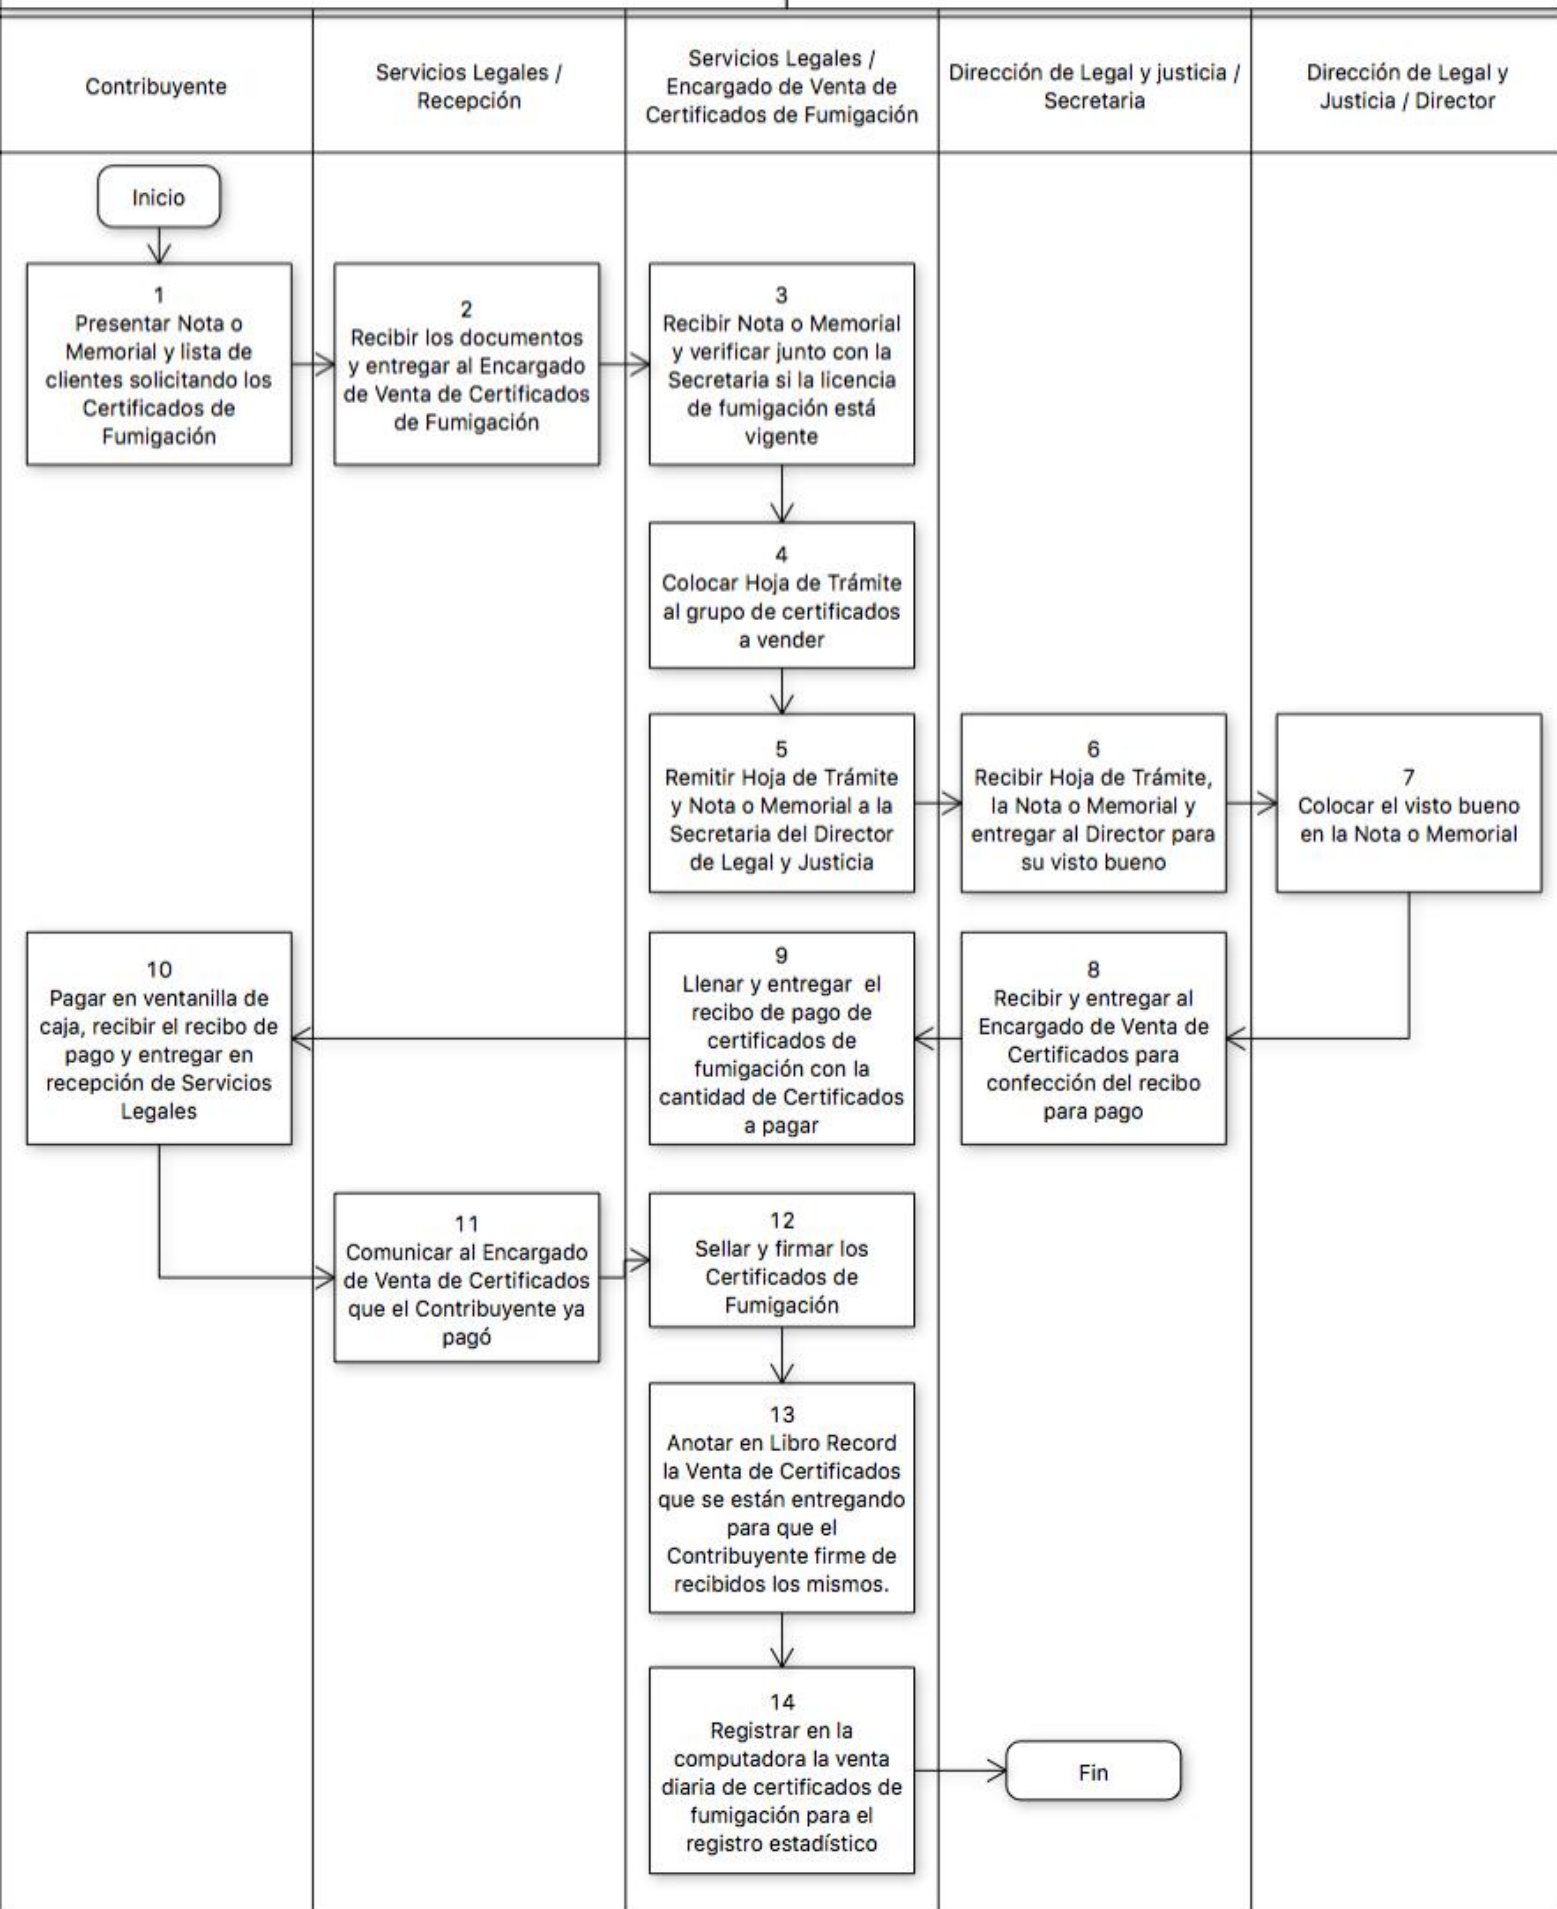 Contribuyente
Servicios Legales /
Recepción
Servicios Legales /
Encargado de Venta de
Certificados de Fumigación
Dirección de Legal y justicia /
Secretaria
Dirección de Legal y
Justicia / Director
Inicio
1
Presentar Nota o
Memorial y lista de
clientes solicitando los
Certificados de
Fumigación
2
Recibir los documentos
y entregar al Encargado
de Venta de Certificados
de Fumigación
3
Recibir Nota o Memorial
y verificar junto con la
Secretaria si la licencia
de fumigación está
vigente
4
Colocar Hoja de Trámite
al grupo de certificados
a vender
5
Remitir Hoja de Trámite
y Nota o Memorial a la
Secretaria del Director
de Legal y Justicia
6
Recibir Hoja de Trámite,
la Nota o Memorial y
entregar al Director para
su visto bueno
7
Colocar el visto bueno
en la Nota o Memorial
8
Recibir y entregar al
Encargado de Venta de
Certificados para
confección del recibo
para pago
9
Llenar y entregar el
recibo de pago de
certificados de
fumigación con la
cantidad de Certificados
a pagar
10
Pagar en ventanilla de
caja, recibir el recibo de
pago y entregar en
recepción de Servicios
Legales
11
Comunicar al Encargado
de Venta de Certificados
que el Contribuyente ya
pagó
12
Sellar y firmar los
Certificados de
Fumigación
13
Anotar en Libro Record
la Venta de Certificados
que se están entregando
para que el
Contribuyente firme de
recibidos los mismos.
14
Registrar en la
computadora la venta
diaria de certificados de
fumigación para el
registro estadístico
Fin